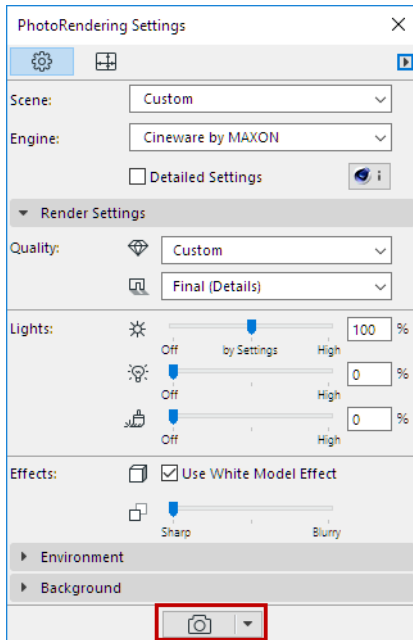 PhotoRendering Settings
Scene: Custom
Engine: Cineware by MAXON
Detailed Settings i
Render Settings
Quality: Custom
Final (Details)
Lights: 100 %
Off by Settings High
0 %
Off High
0 %
Off High
Effects: Use White Model Effect
Sharp Blurry
Environment
Background